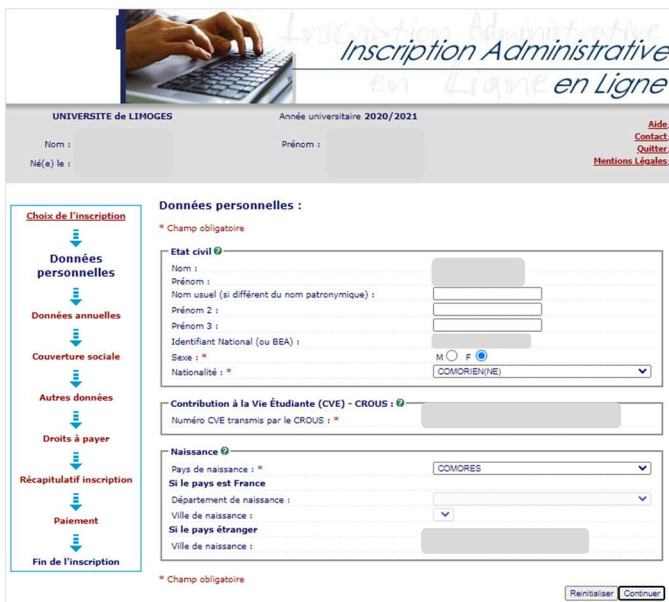 Inscription Administrative
en Ligne
Inscription Administrative
en Ligne
UNIVERSITE de LIMOGES
Année universitaire 2020/2021
Nom :
Prénom :
Né(e) le :
Aide
Contact
Quitter
Mentions Légales
Choix de l'inscription
Données
personnelles
Données annuelles
Couverture sociale
Autres données
Droits à payer
Récapitulatif inscription
Paiement
Fin de l'inscription
Données personnelles :
* Champ obligatoire
Etat civil
Nom :
Prénom :
Nom usuel (si différent du nom patronymique) :
Prénom 2 :
Prénom 3 :
Identifiant National (ou BEA) :
Sexe : * M F
Nationalité : * COMORIEN(NE)
Contribution à la Vie Étudiante (CVE) - CROUS :
Numéro CVE transmis par le CROUS : *
Naissance
Pays de naissance : * COMORES
Si le pays est France
Département de naissance :
Ville de naissance :
Si le pays étranger
Ville de naissance :
* Champ obligatoire
Reinitialiser Continuer